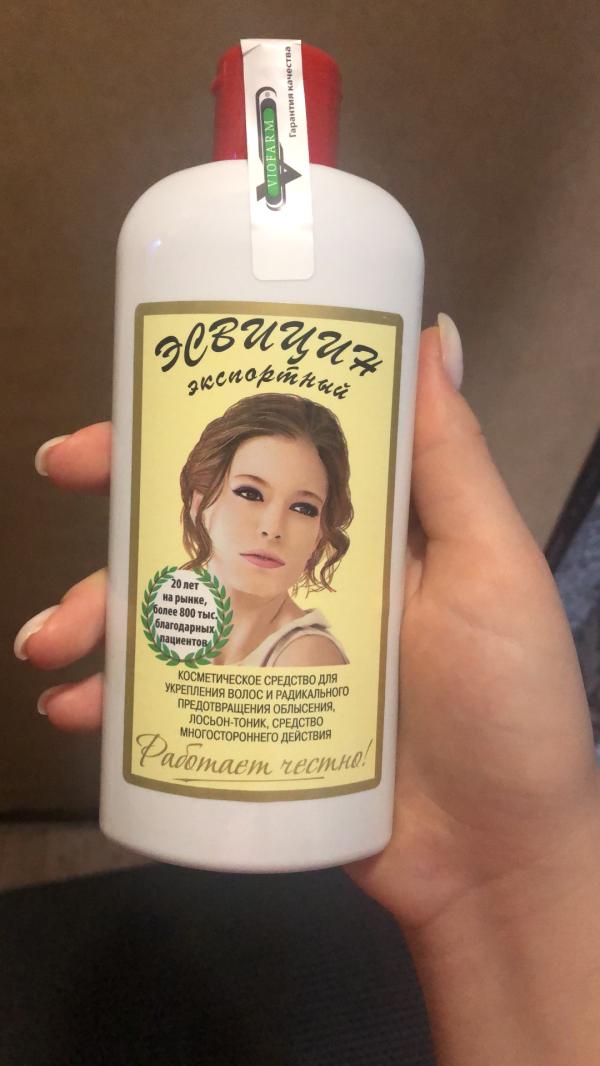 Гарантия качества
VIOFARM
®
ЭСВИЦИН
экспортный
20 лет
на рынке,
более 800 тыс.
благодарных
пациентов
КОСМЕТИЧЕСКОЕ СРЕДСТВО ДЛЯ
УКРЕПЛЕНИЯ ВОЛОС И РАДИКАЛЬНОГО
ПРЕДОТВРАЩЕНИЯ ОБЛЫСЕНИЯ,
ЛОСЬОН-ТОНИК, СРЕДСТВО
МНОГОСТОРОННЕГО ДЕЙСТВИЯ
Работает честно!